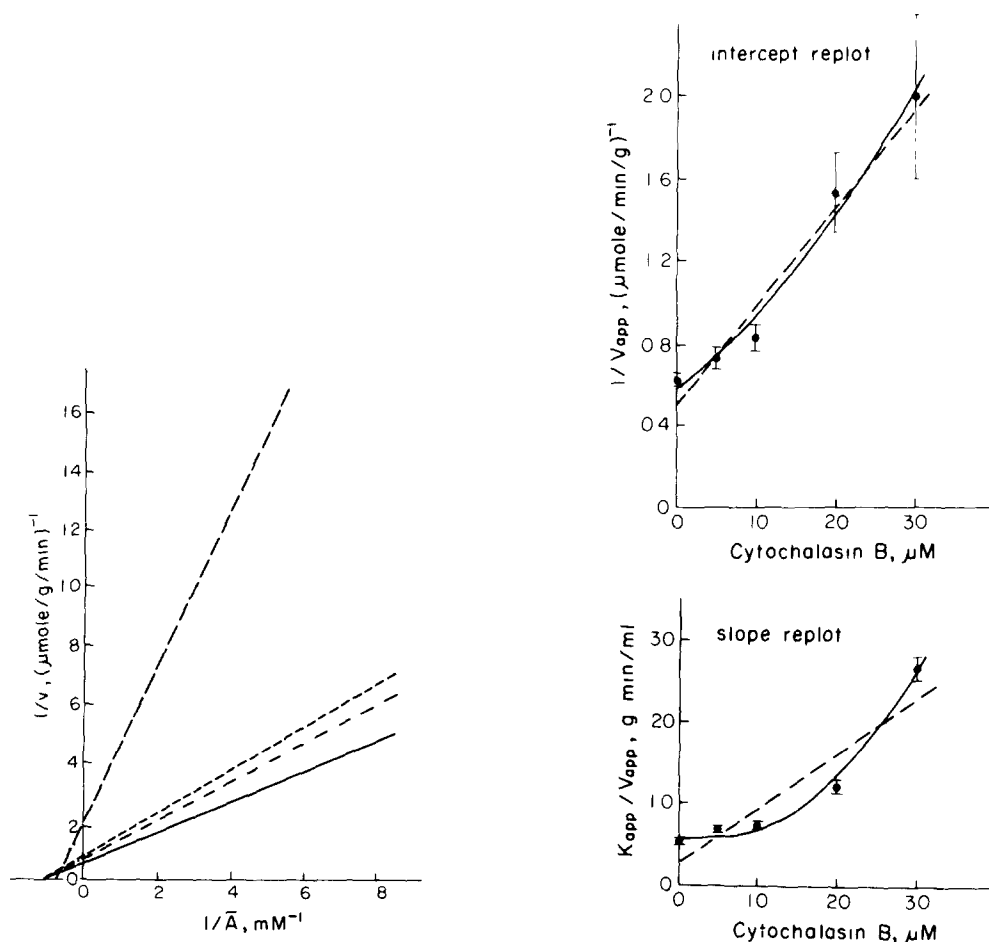 intercept replot
2.0
1.6
1.2
0.8
0.4
0
1/Vapp, (μmole/min/g)⁻¹
0 10 20 30
Cytochalasin B, μM
16
14
12
10
8
6
4
2
0
1/v, (μmole/g/min)⁻¹
0 2 4 6 8
1/Ā, mM⁻¹
slope replot
30
20
10
0
Kapp/Vapp, g min/ml
0 10 20 30
Cytochalasin B, μM